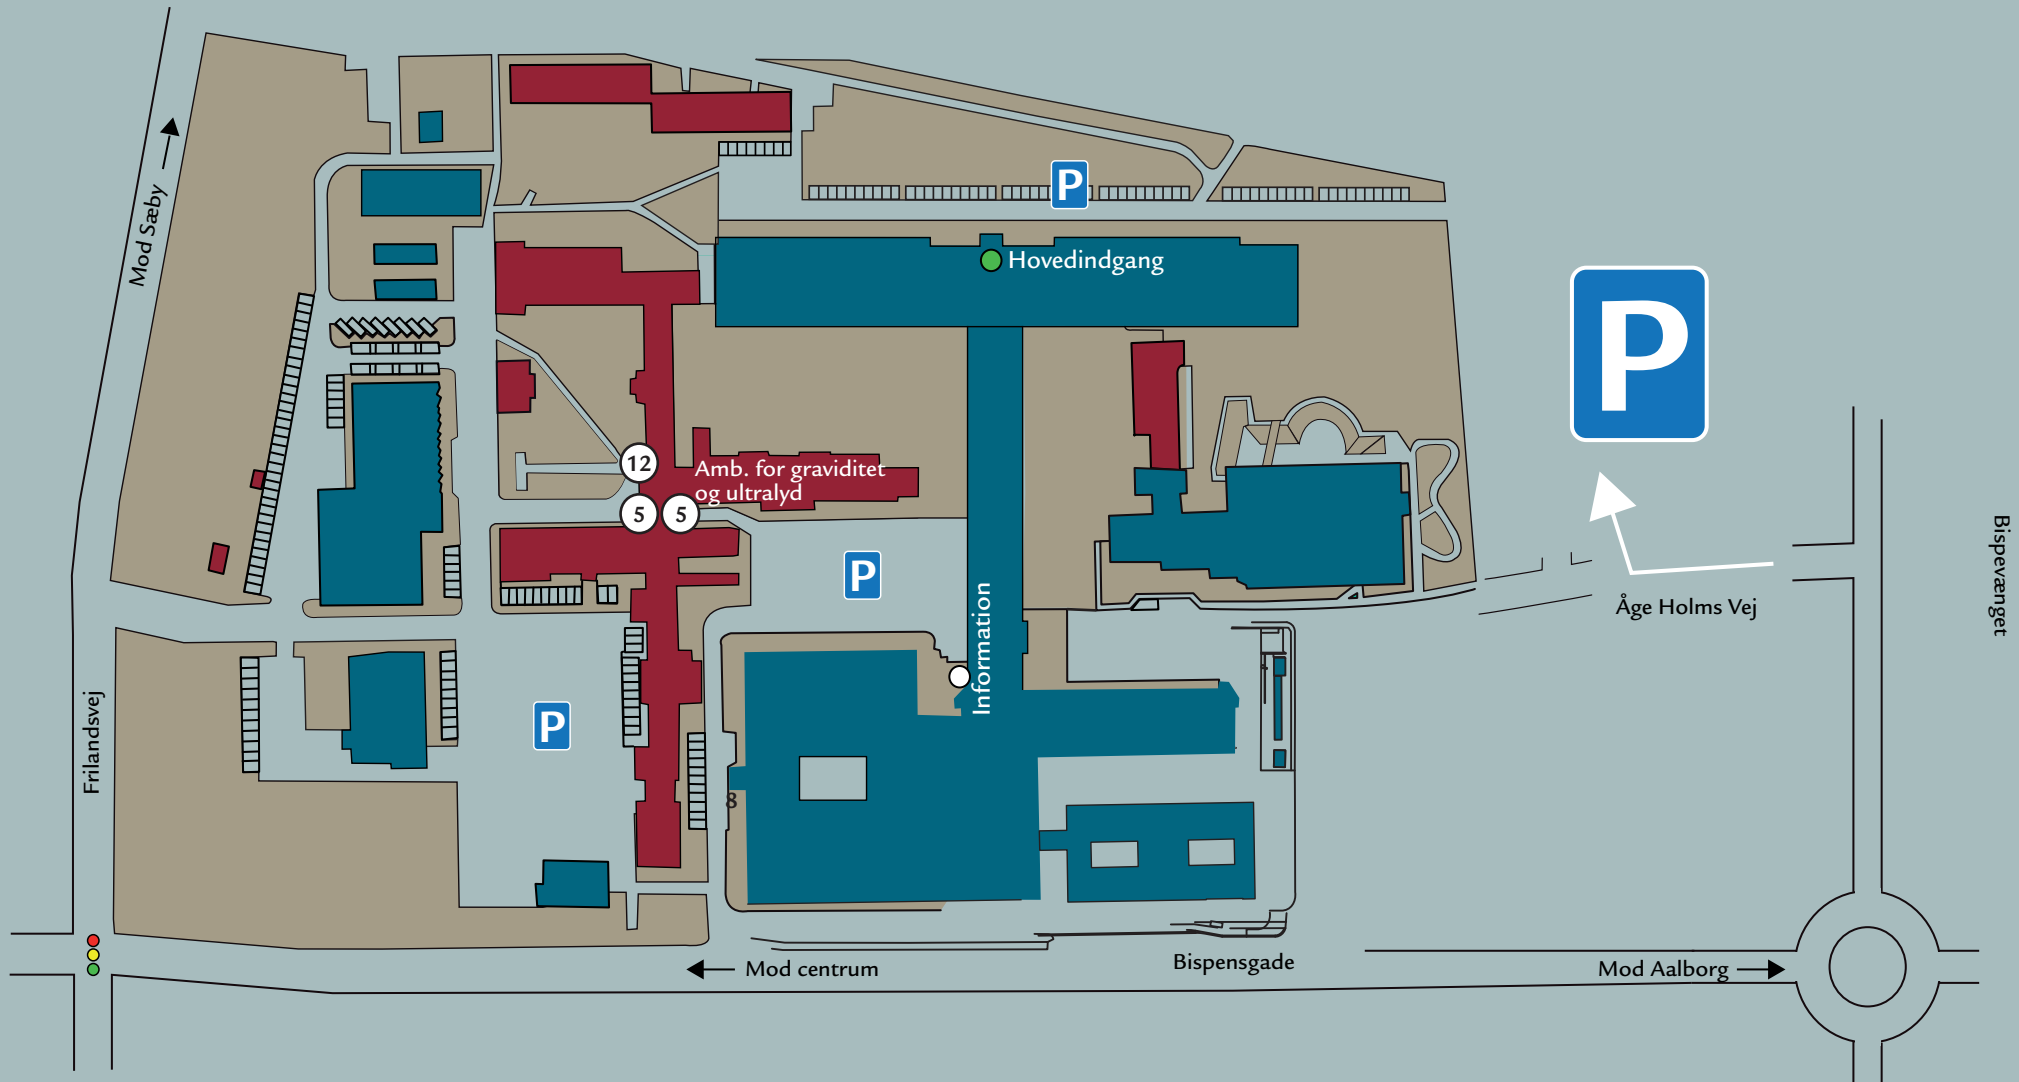 Mod Sæby
P
Hovedindgang
P
12
Amb. for graviditet
og ultralyd
5
5
P
Information
Åge Holms Vej
Bispevænget
P
Frilandsvej
8
Mod centrum
Bispensgade
Mod Aalborg